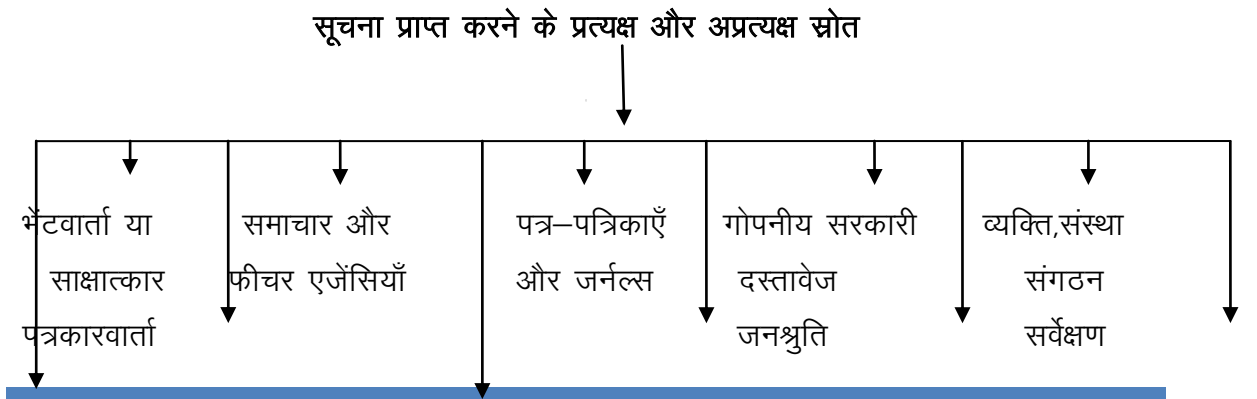 सूचना प्राप्त करने के प्रत्यक्ष और अप्रत्यक्ष स्रोत
भेंटवार्ता या समाचार और पत्र–पत्रिकाएँ गोपनीय सरकारी व्यक्ति,संस्था
साक्षात्कार फीचर एजेंसियाँ और जर्नल्स दस्तावेज संगठन
पत्रकारवार्ता जनश्रुति सर्वेक्षण